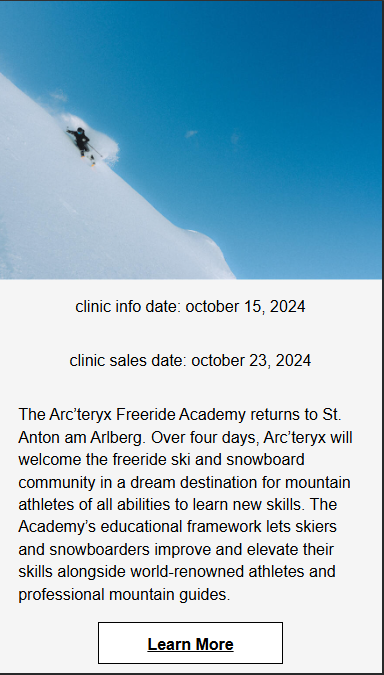 clinic info date: october 15, 2024
clinic sales date: october 23, 2024
The Arc’teryx Freeride Academy returns to St.
Anton am Arlberg. Over four days, Arc’teryx will
welcome the freeride ski and snowboard
community in a dream destination for mountain
athletes of all abilities to learn new skills. The
Academy’s educational framework lets skiers
and snowboarders improve and elevate their
skills alongside world-renowned athletes and
professional mountain guides.
Learn More